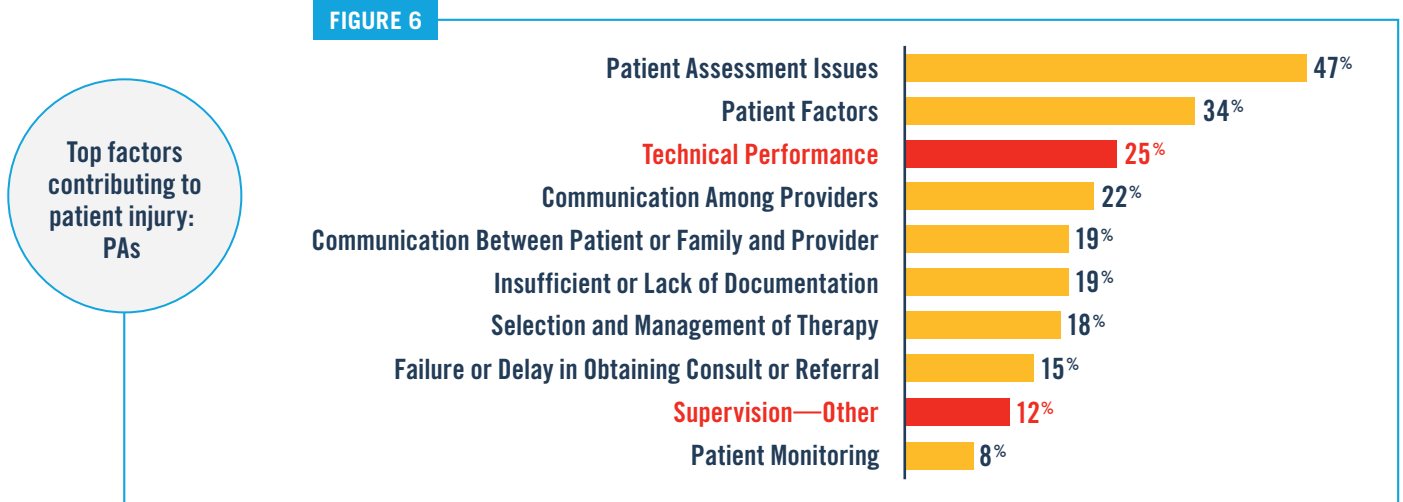 FIGURE 6
Top factors
contributing to
patient injury:
PAs
Patient Assessment Issues 47%
Patient Factors 34%
Technical Performance 25%
Communication Among Providers 22%
Communication Between Patient or Family and Provider 19%
Insufficient or Lack of Documentation 19%
Selection and Management of Therapy 18%
Failure or Delay in Obtaining Consult or Referral 15%
Supervision—Other 12%
Patient Monitoring 8%